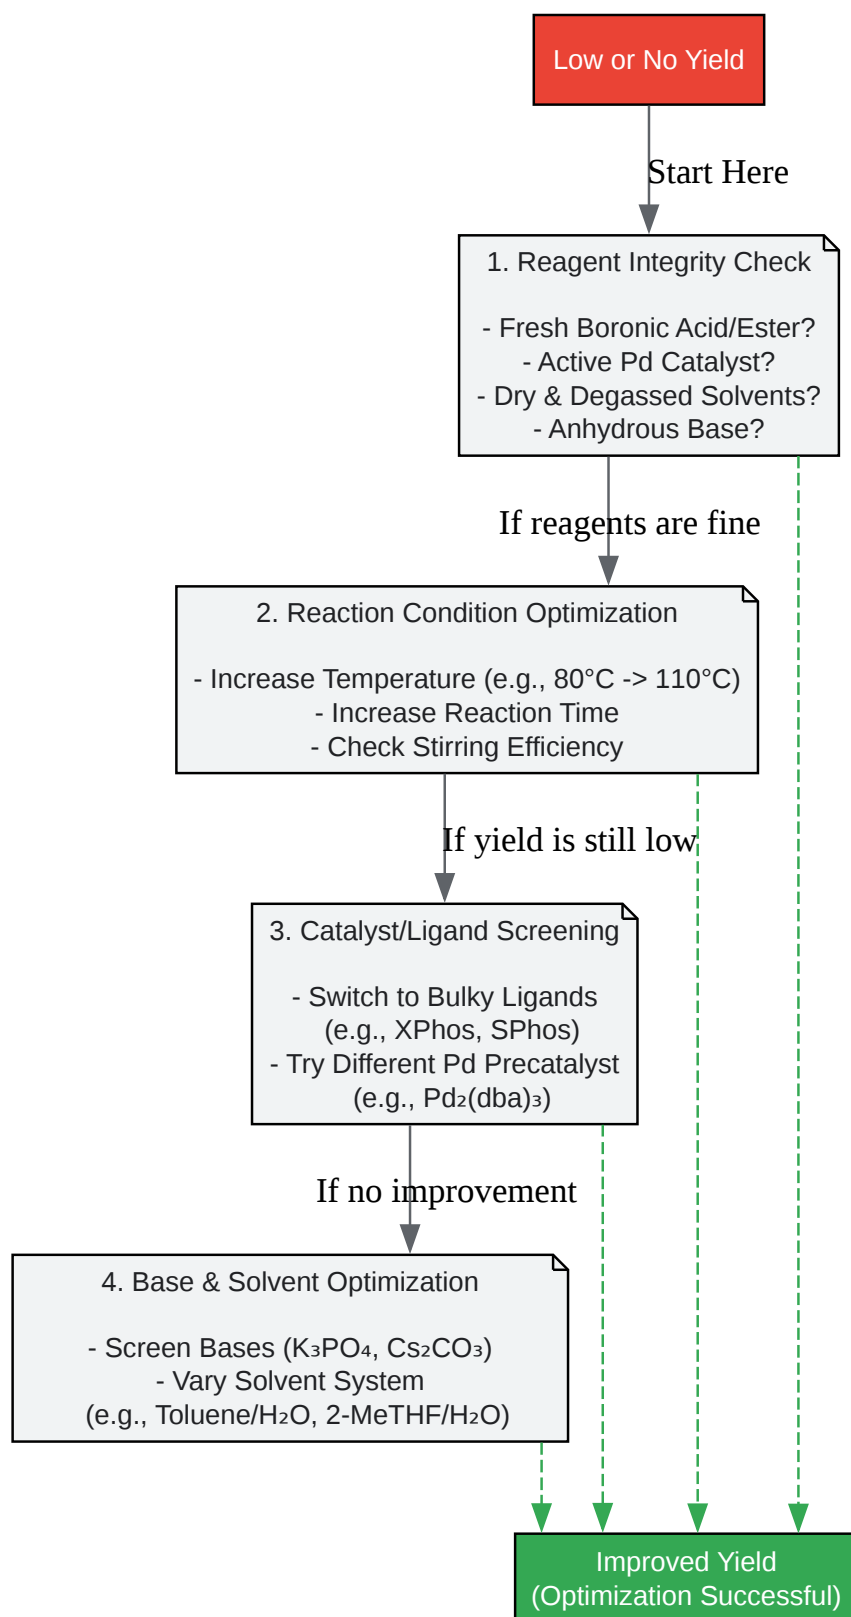 Low or No Yield
Start Here
1. Reagent Integrity Check
- Fresh Boronic Acid/Ester?
- Active Pd Catalyst?
- Dry & Degassed Solvents?
- Anhydrous Base?
If reagents are fine
2. Reaction Condition Optimization
- Increase Temperature (e.g., 80°C -> 110°C)
- Increase Reaction Time
- Check Stirring Efficiency
If yield is still low
3. Catalyst/Ligand Screening
- Switch to Bulky Ligands
(e.g., XPhos, SPhos)
- Try Different Pd Precatalyst
(e.g., Pd₂(dba)₃)
If no improvement
4. Base & Solvent Optimization
- Screen Bases (K₃PO₄, Cs₂CO₃)
- Vary Solvent System
(e.g., Toluene/H₂O, 2-MeTHF/H₂O)
Improved Yield
(Optimization Successful)